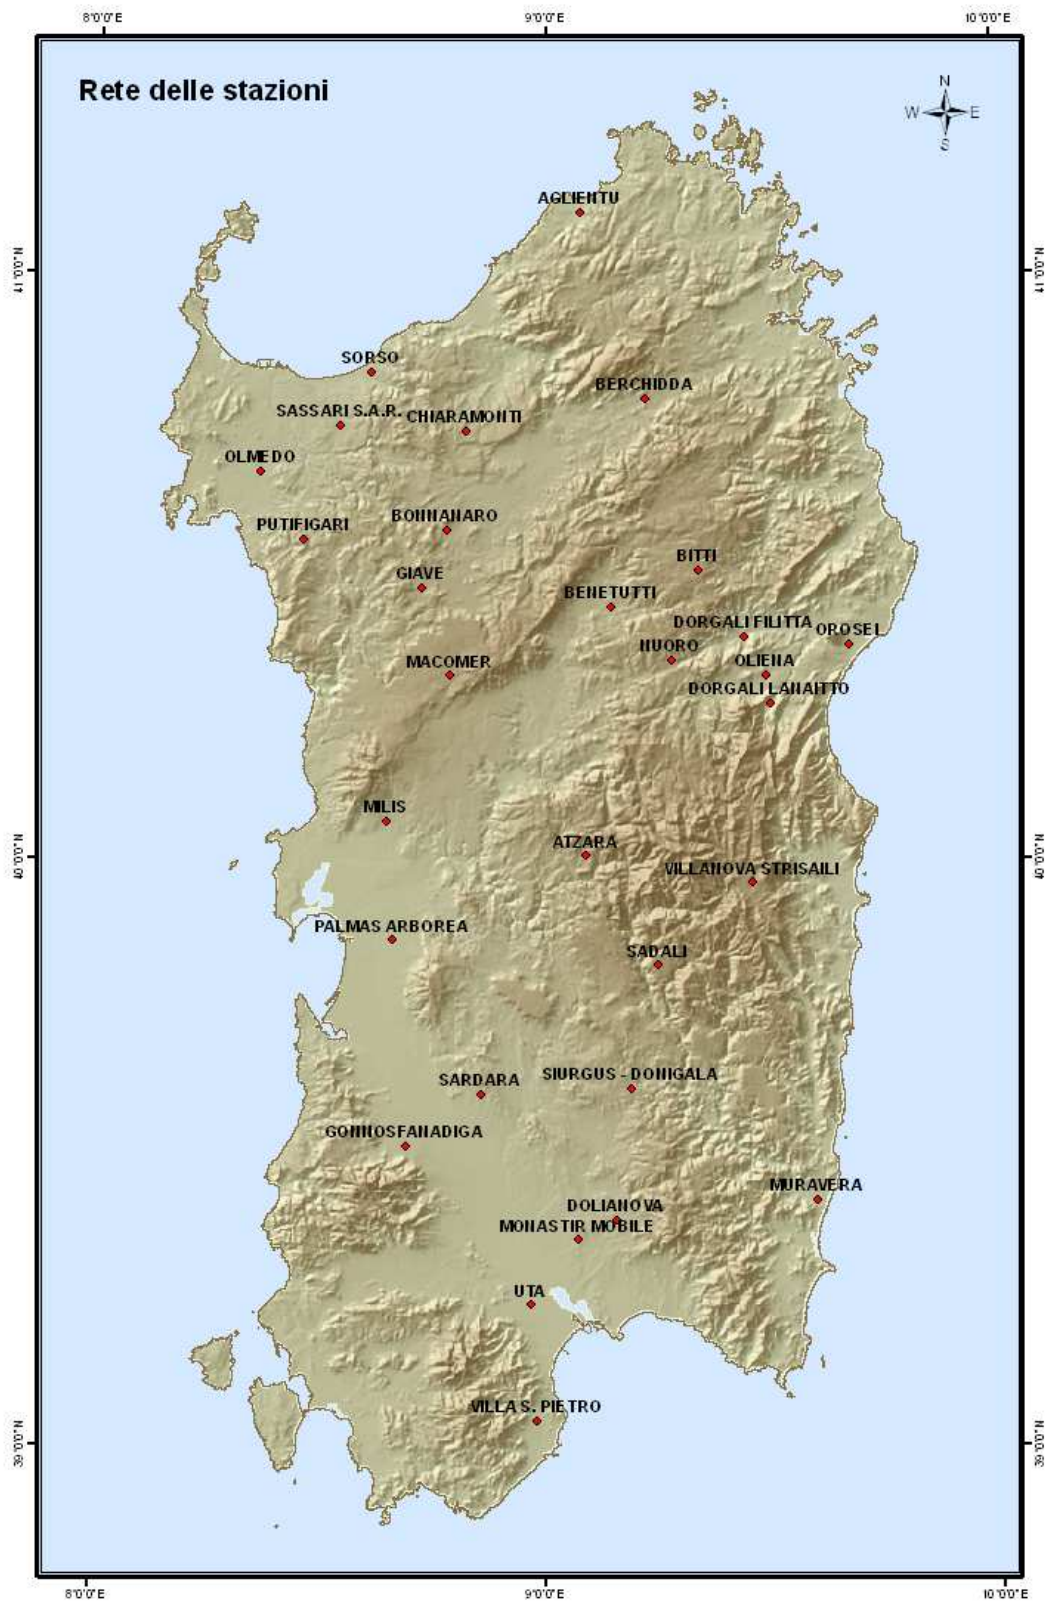 8°0'0"E 9°0'0"E 10°0'0"E
Rete delle stazioni
N
W E
S
AGLIENTU
41°0'0"N 41°0'0"N
SORSO
BERCHIDDA
SASSARI S.A.R.
CHIARAMONTI
OLMEDO
BONNANARO
PUTIFIGARI
BITTI
GIAVE
BENETUTTI
DORGALI FILITTA
OROSEI
NUORO
MACOMER
OLIENA
DORGALI LANAITTO
MILIS
ATZARA
40°0'0"N 40°0'0"N
VILLANOVA STRISAILI
PALMAS ARBOREA
SADALI
SIURGUS - DONIGALA
SARDARA
GONNOSFANADIGA
MURAVERA
DOLIANOVA
MONASTIR MOBILE
UTA
VILLA S. PIETRO
39°0'0"N 39°0'0"N
8°0'0"E 9°0'0"E 10°0'0"E